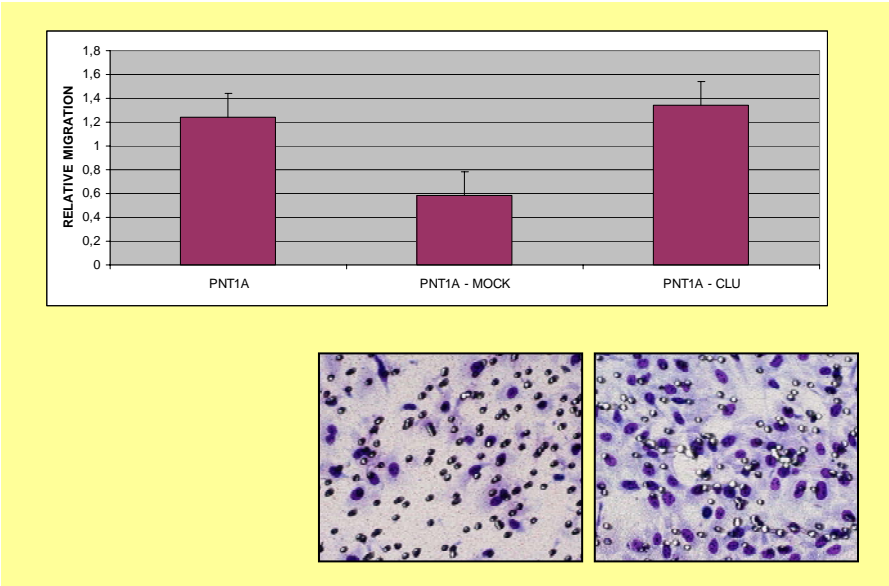 RELATIVE MIGRATION
1,8
1,6
1,4
1,2
1
0,8
0,6
0,4
0,2
0
PNT1A
PNT1A - MOCK
PNT1A - CLU